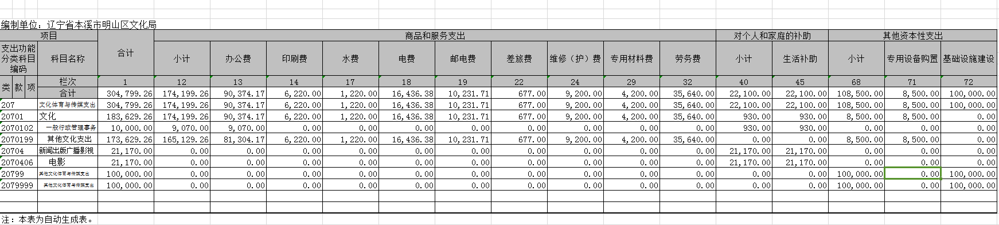 编制单位：辽宁省本溪市明山区文化局
项目 合计 商品和服务支出 对个人和家庭的补助 其他资本性支出
支出功能分类科目编码 科目名称 小计 办公费 印刷费 水费 电费 邮电费 差旅费 维修（护）费 专用材料费 劳务费 小计 生活补助 小计 专用设备购置 基础设施建设
类 款 项 栏次 1 12 13 14 17 18 19 22 24 29 32 40 45 68 71 72
合计 304,799.26 174,199.26 90,374.17 6,220.00 1,220.00 16,436.38 10,231.71 677.00 9,200.00 4,200.00 35,640.00 22,100.00 22,100.00 108,500.00 8,500.00 100,000.00
207 文化体育与传媒支出 304,799.26 174,199.26 90,374.17 6,220.00 1,220.00 16,436.38 10,231.71 677.00 9,200.00 4,200.00 35,640.00 22,100.00 22,100.00 108,500.00 8,500.00 100,000.00
20701 文化 183,629.26 174,199.26 90,374.17 6,220.00 1,220.00 16,436.38 10,231.71 677.00 9,200.00 4,200.00 35,640.00 930.00 930.00 8,500.00 8,500.00 0.00
2070102 一般行政管理事务 10,000.00 9,070.00 9,070.00 0.00 0.00 0.00 0.00 0.00 0.00 0.00 0.00 930.00 930.00 0.00 0.00 0.00
2070199 其他文化支出 173,629.26 165,129.26 81,304.17 6,220.00 1,220.00 16,436.38 10,231.71 677.00 9,200.00 4,200.00 35,640.00 0.00 0.00 8,500.00 8,500.00 0.00
20704 新闻出版广播影视 21,170.00 0.00 0.00 0.00 0.00 0.00 0.00 0.00 0.00 0.00 0.00 21,170.00 21,170.00 0.00 0.00 0.00
2070406 电影 21,170.00 0.00 0.00 0.00 0.00 0.00 0.00 0.00 0.00 0.00 0.00 21,170.00 21,170.00 0.00 0.00 0.00
20799 其他文化体育与传媒支出 100,000.00 0.00 0.00 0.00 0.00 0.00 0.00 0.00 0.00 0.00 0.00 0.00 0.00 100,000.00 0.00 100,000.00
2079999 其他文化体育与传媒支出 100,000.00 0.00 0.00 0.00 0.00 0.00 0.00 0.00 0.00 0.00 0.00 0.00 0.00 100,000.00 0.00 100,000.00
注：本表为自动生成表。